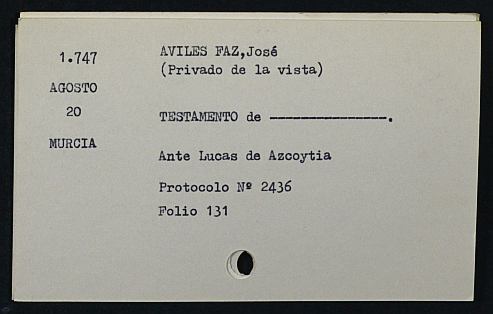 1.747
AGOSTO
20
MURCIA
AVILES FAZ,José
(Privado de la vista)
TESTAMENTO de ---------------.
Ante Lucas de Azcoytia
Protocolo Nº 2436
Folio 131